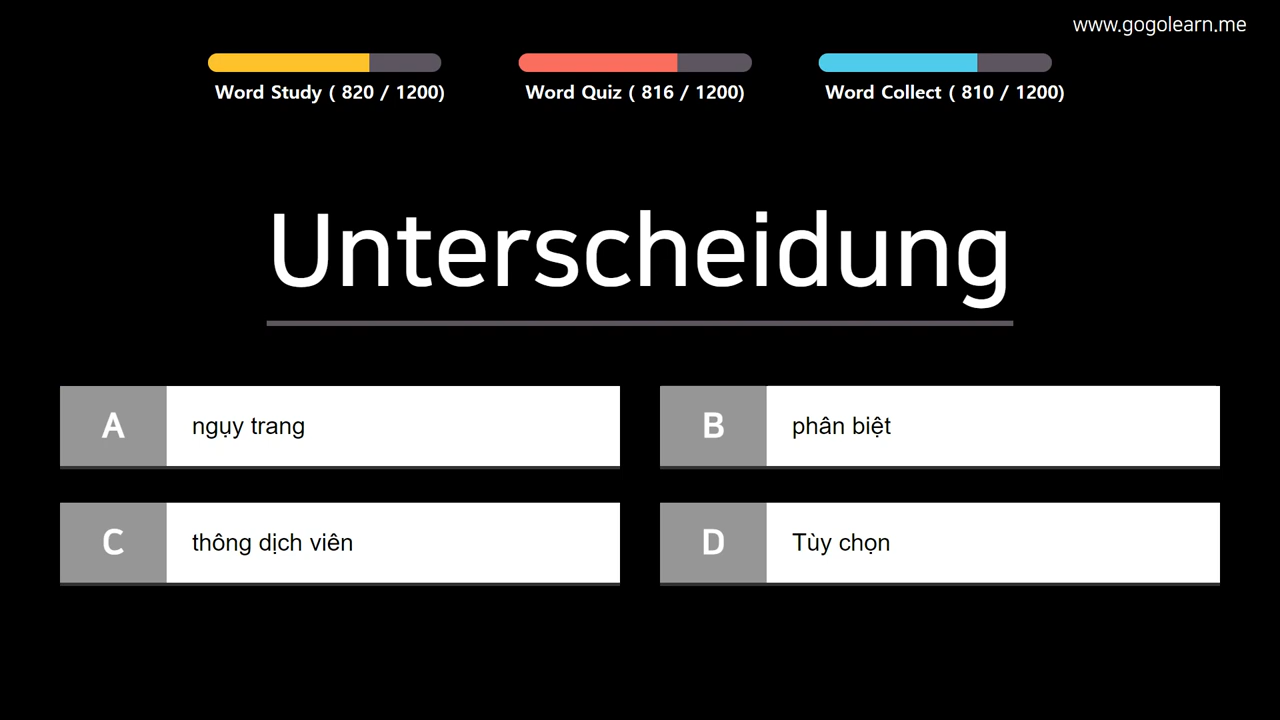 www.gogolearn.me
Word Study ( 820 / 1200)
Word Quiz ( 816 / 1200)
Word Collect ( 810 / 1200)
Unterscheidung
A
ngụy trang
B
phân biệt
C
thông dịch viên
D
Tùy chọn